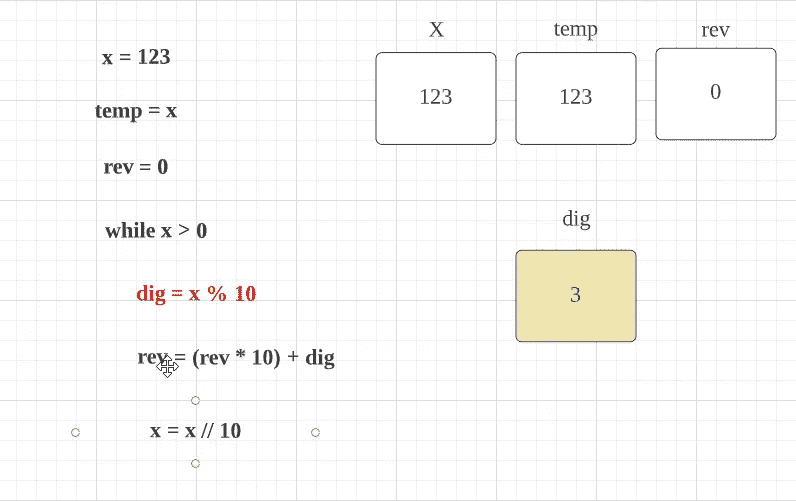 X temp rev
x = 123
123 123 0
temp = x
rev = 0
while x > 0
dig
dig = x % 10
3
rev = (rev * 10) + dig
x = x // 10